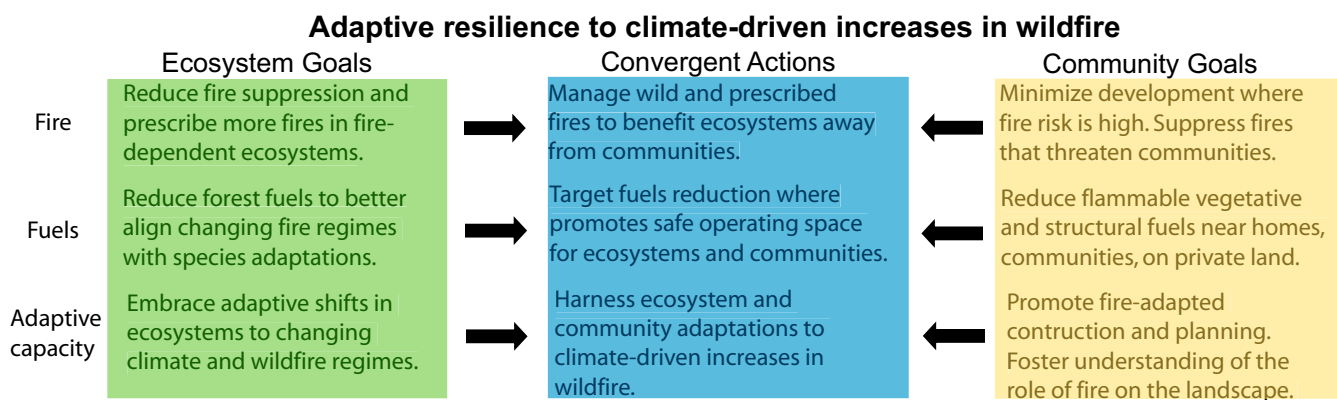 Adaptive resilience to climate-driven increases in wildfire
Ecosystem Goals
Convergent Actions
Community Goals
Fire
Reduce fire suppression and
prescribe more fires in fire-
dependent ecosystems.
Manage wild and prescribed
fires to benefit ecosystems away
from communities.
Minimize development where
fire risk is high. Suppress fires
that threaten communities.
Fuels
Reduce forest fuels to better
align changing fire regimes
with species adaptations.
Target fuels reduction where
promotes safe operating space
for ecosystems and communities.
Reduce flammable vegetative
and structural fuels near homes,
communities, on private land.
Adaptive
capacity
Embrace adaptive shifts in
ecosystems to changing
climate and wildfire regimes.
Harness ecosystem and
community adaptations to
climate-driven increases in
wildfire.
Promote fire-adapted
contruction and planning.
Foster understanding of the
role of fire on the landscape.